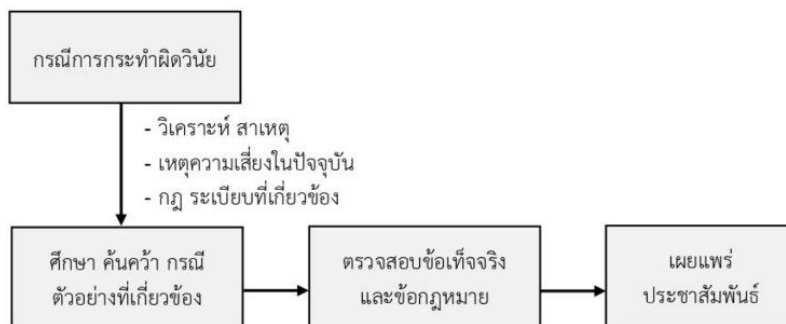 กรณีการกระทำผิดวินัย
- วิเคราะห์ สาเหตุ
- เหตุความเสี่ยงในปัจจุบัน
- กฎ ระเบียบที่เกี่ยวข้อง
ศึกษา ค้นคว้า กรณี
ตัวอย่างที่เกี่ยวข้อง
ตรวจสอบข้อเท็จจริง
และข้อกฎหมาย
เผยแพร่
ประชาสัมพันธ์